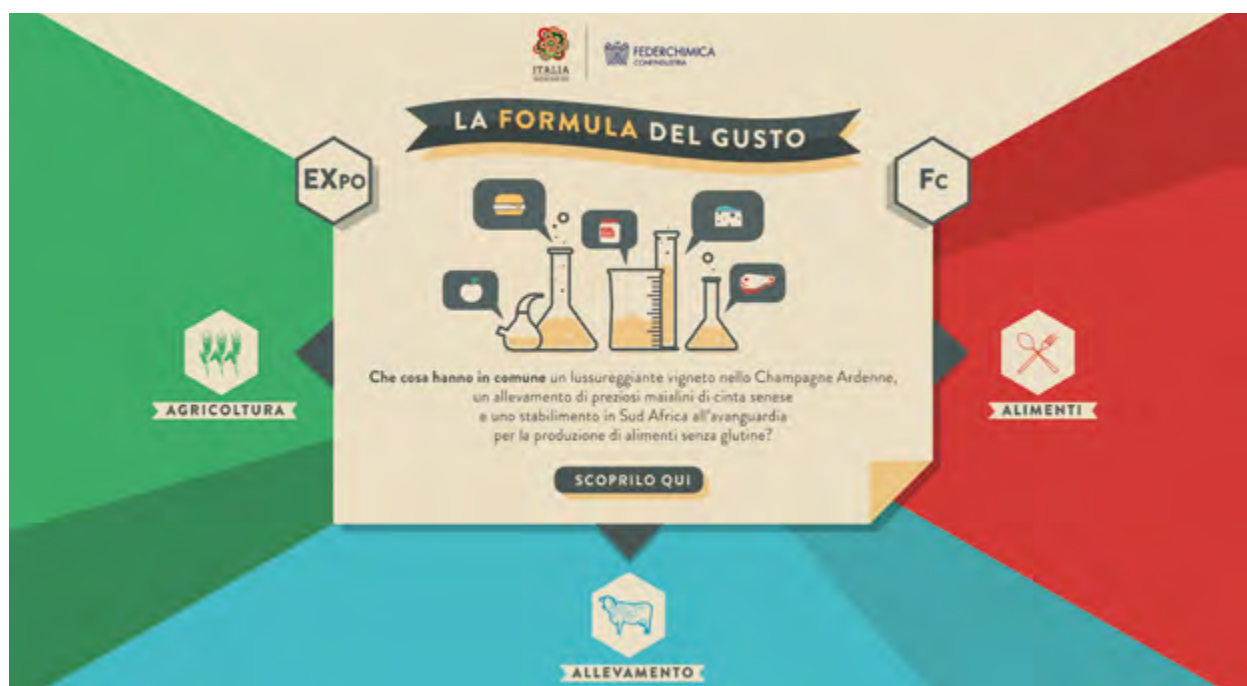 ITALIA
FEDERCHIMICA
CONFINDUSTRIA
LA FORMULA DEL GUSTO
EXPO
FC
Che cosa hanno in comune un lussureggiante vigneto nello Champagne Ardenne,
un allevamento di preziosi maialini di cinta senese
e uno stabilimento in Sud Africa all'avanguardia
per la produzione di alimenti senza glutine?
SCOPRILO QUI
AGRICOLTURA
ALIMENTI
ALLEVAMENTO